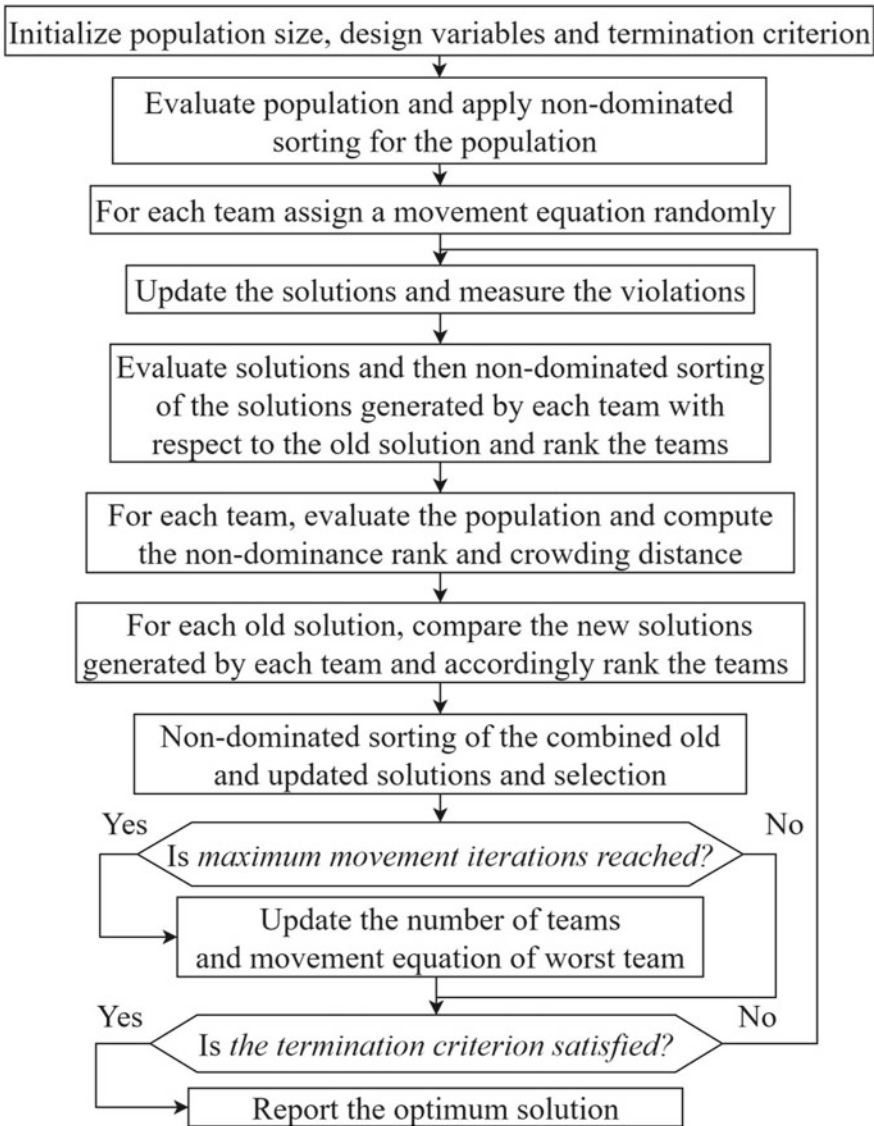 Initialize population size, design variables and termination criterion
Evaluate population and apply non-dominated
sorting for the population
For each team assign a movement equation randomly
Update the solutions and measure the violations
Evaluate solutions and then non-dominated sorting
of the solutions generated by each team with
respect to the old solution and rank the teams
For each team, evaluate the population and compute
the non-dominance rank and crowding distance
For each old solution, compare the new solutions
generated by each team and accordingly rank the teams
Non-dominated sorting of the combined old
and updated solutions and selection
Yes
No
Is maximum movement iterations reached?
Update the number of teams
and movement equation of worst team
Yes
No
Is the termination criterion satisfied?
Report the optimum solution